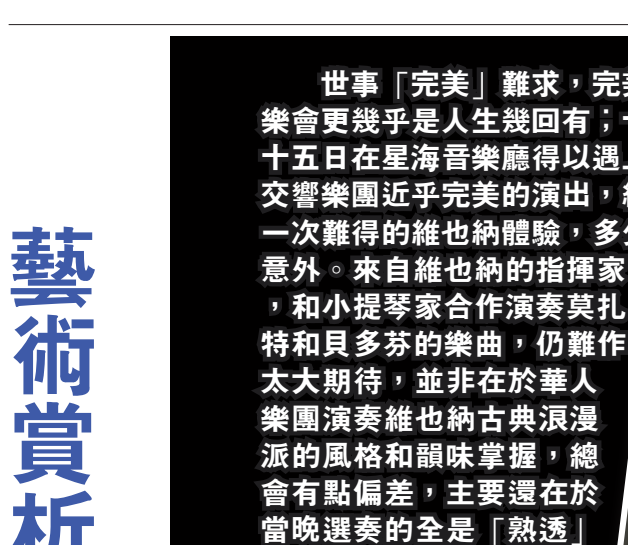 藝術賞析
世事「完美」難求，完美
樂會更幾乎是人生幾回有；
十五日在星海音樂廳得以遇上
交響樂團近乎完美的演出，
一次難得的維也納體驗，多少
意外。來自維也納的指揮家
，和小提琴家合作演奏莫扎
特和貝多芬的樂曲，仍難作
太大期待，並非在於華人
樂團演奏維也納古典浪漫
派的風格和韻味掌握，總
會有點偏差，主要還在於
當晚選奏的全是「熟透」